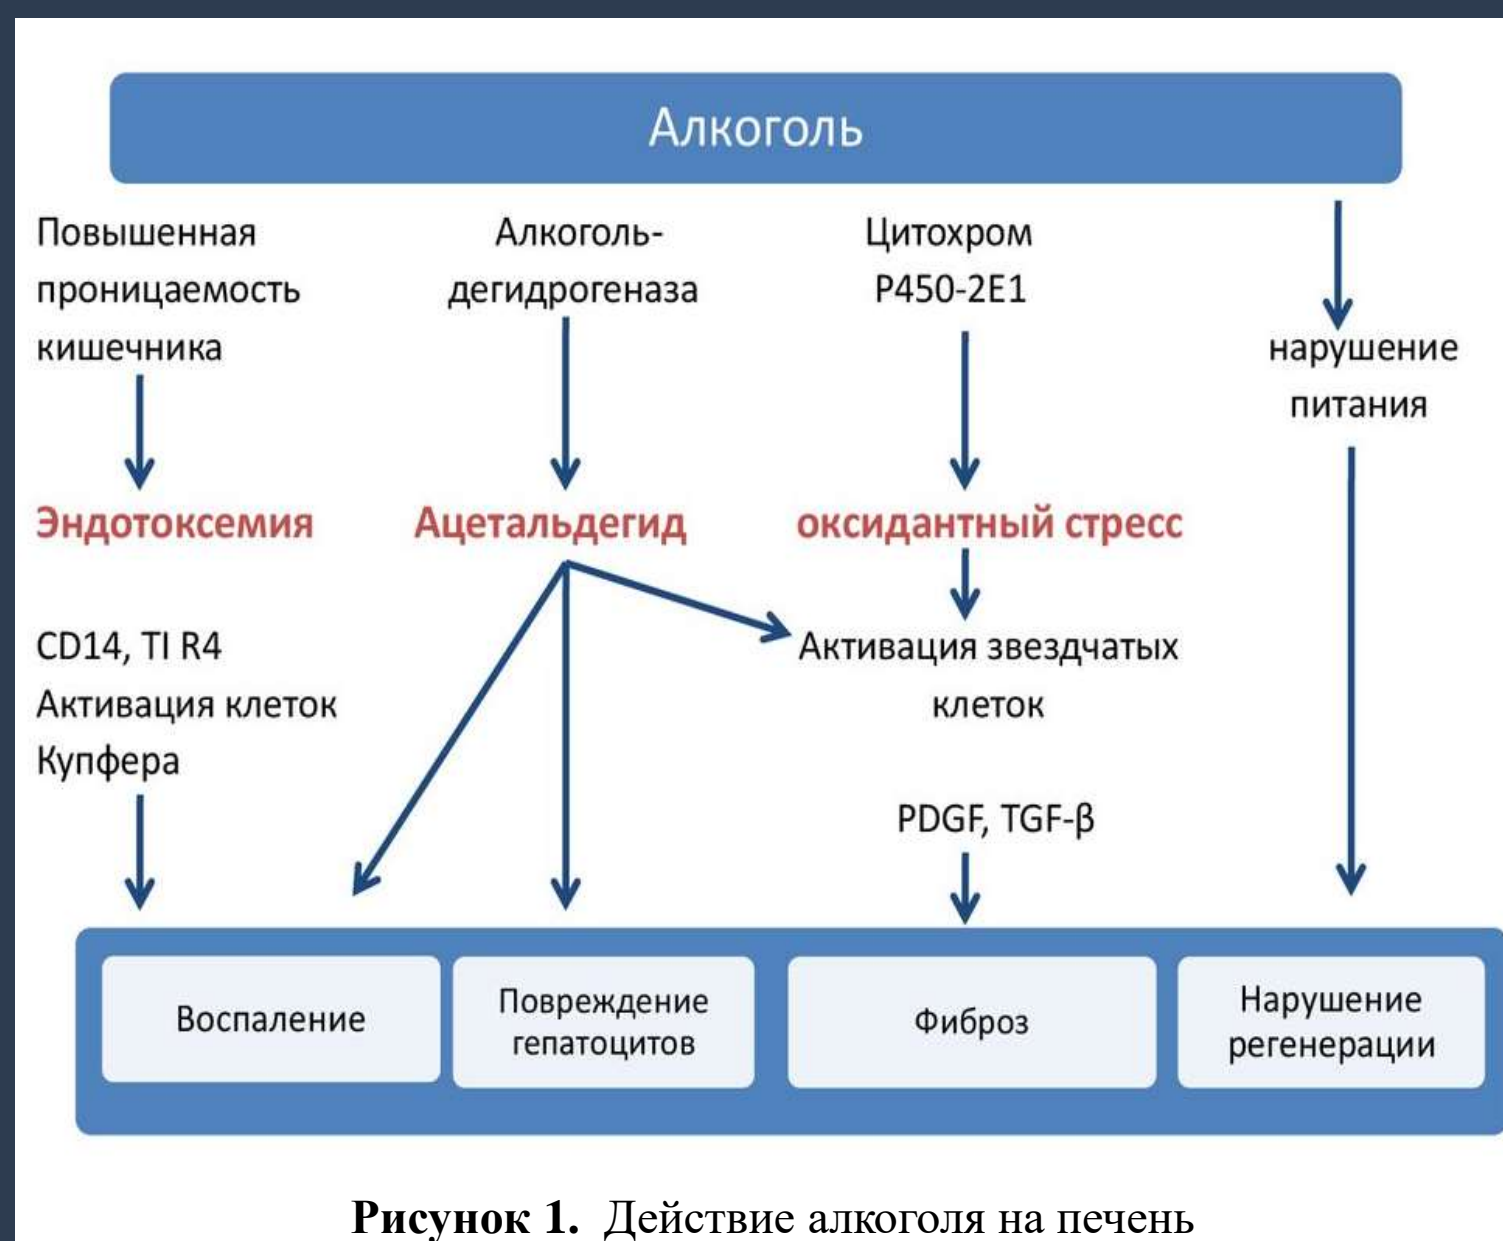 Алкоголь
Повышенная
проницаемость
кишечника
Алкоголь-
дегидрогеназа
Цитохром
P450-2E1
нарушение
питания
Эндотоксемия
Ацетальдегид
оксидантный стресс
CD14, TI R4
Активация клеток
Купфера
Активация звездчатых
клеток
PDGF, TGF-β
Воспаление
Повреждение
гепатоцитов
Фиброз
Нарушение
регенерации
Рисунок 1. Действие алкоголя на печень